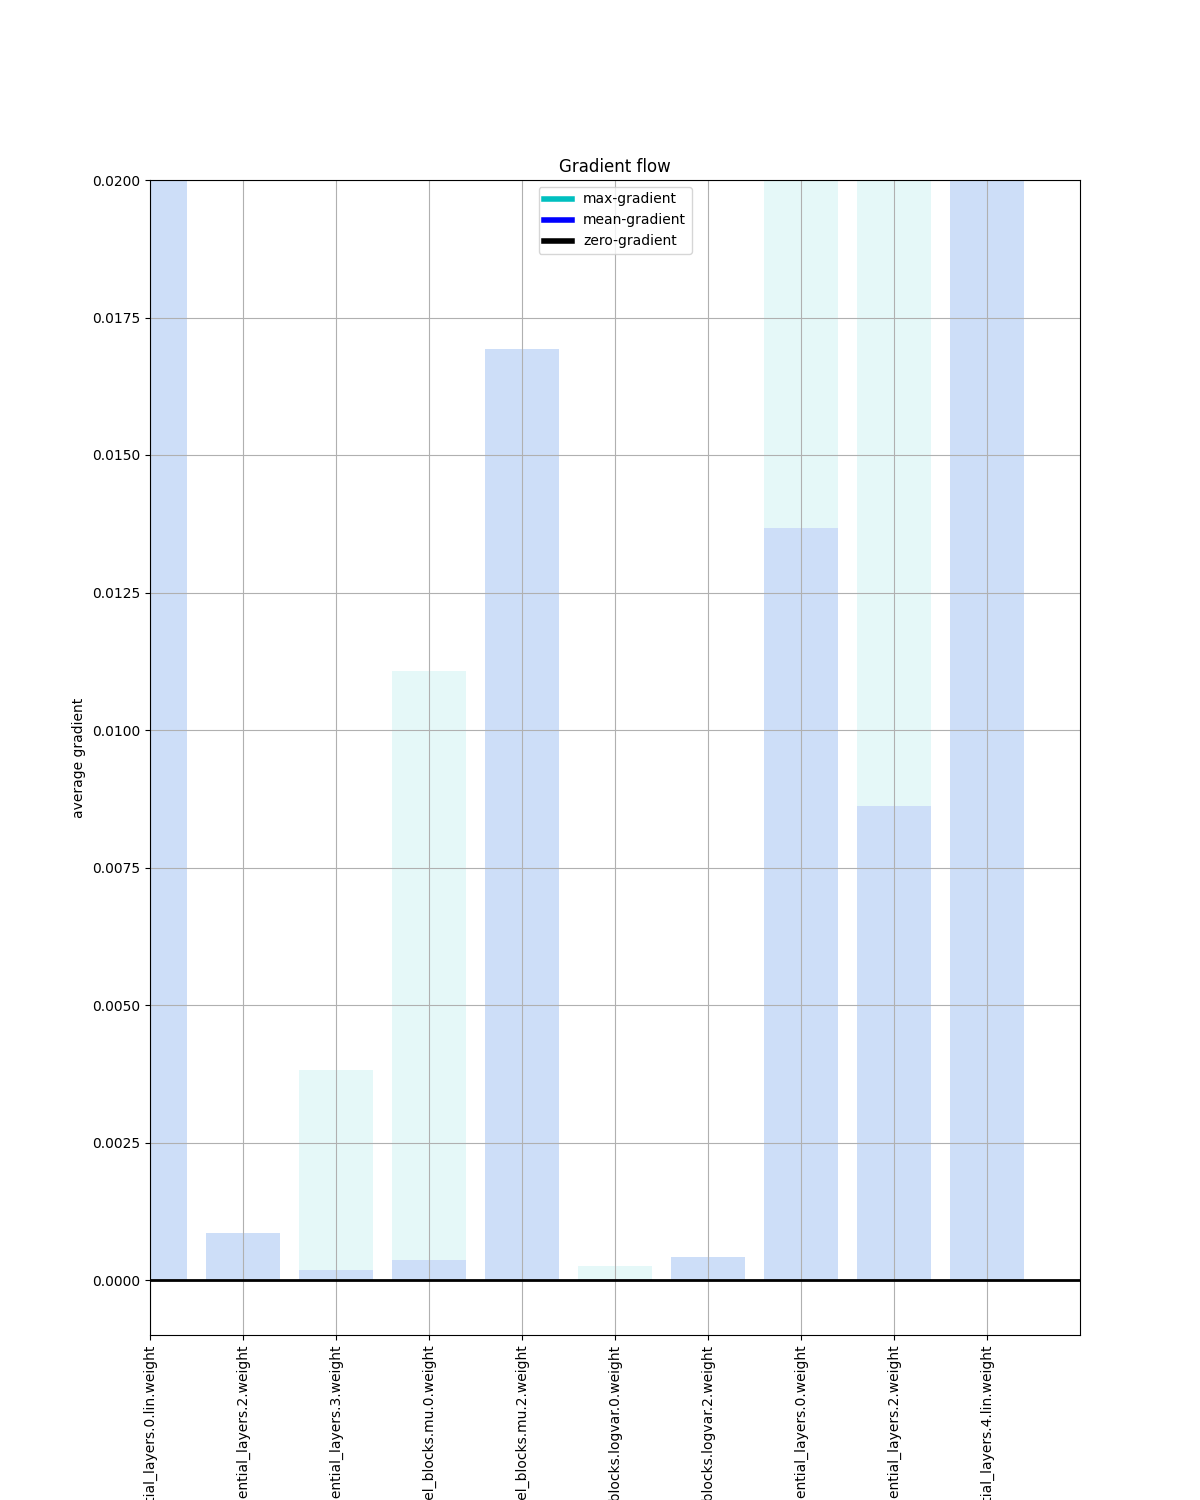 Gradient flow
max-gradient
mean-gradient
zero-gradient
0.0200
0.0175
0.0150
0.0125
0.0100
0.0075
0.0050
0.0025
0.0000
average gradient
tial_layers.0.lin.weight
ential_layers.2.weight
ential_layers.3.weight
el_blocks.mu.0.weight
el_blocks.mu.2.weight
blocks.logvar.0.weight
blocks.logvar.2.weight
ential_layers.0.weight
ential_layers.2.weight
tial_layers.4.lin.weight